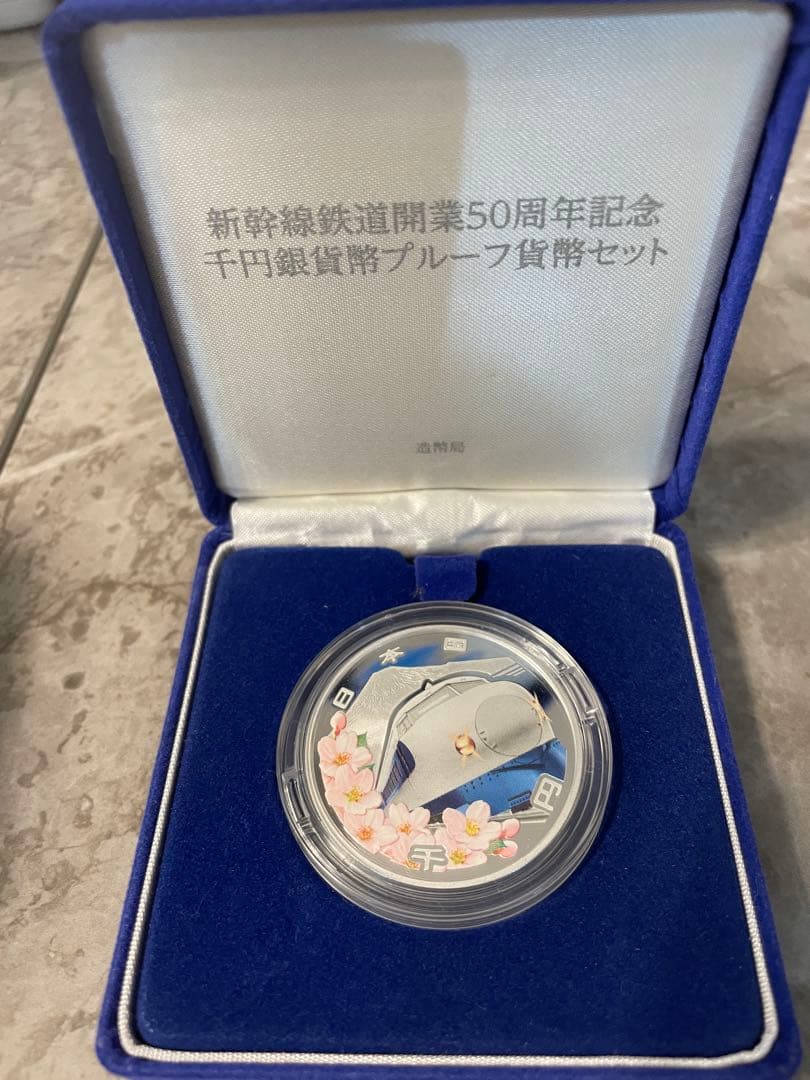 新幹線鉄道開業50周年記念
千円銀貨幣プルーフ貨幣セット
造幣局
日本国
千円